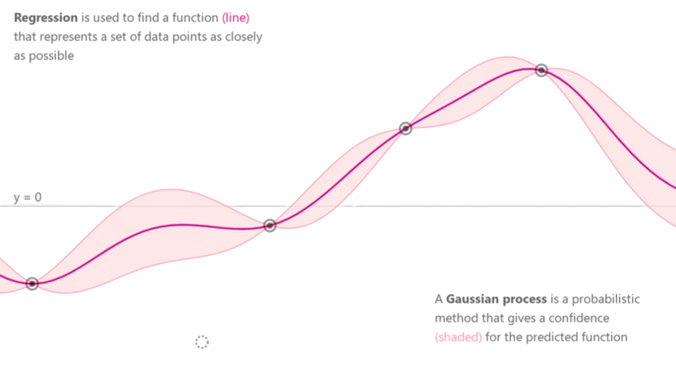 Regression is used to find a function (line)
that represents a set of data points as closely
as possible
y = 0
A Gaussian process is a probabilistic
method that gives a confidence
(shaded) for the predicted function